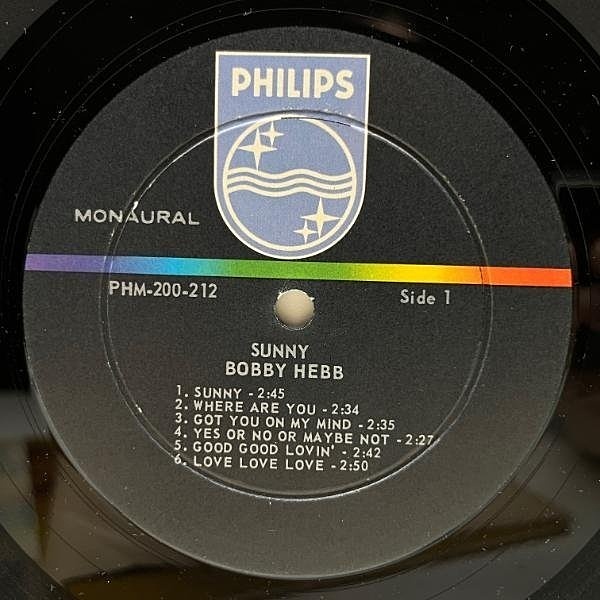 PHILIPS
MONAURAL
PHM-200-212
Side 1
SUNNY
BOBBY HEBB
1. SUNNY - 2:45
2. WHERE ARE YOU - 2:34
3. GOT YOU ON MY MIND - 2:35
4. YES OR NO OR MAYBE NOT - 2:27
5. GOOD GOOD LOVIN' - 2:42
6. LOVE LOVE LOVE - 2:50